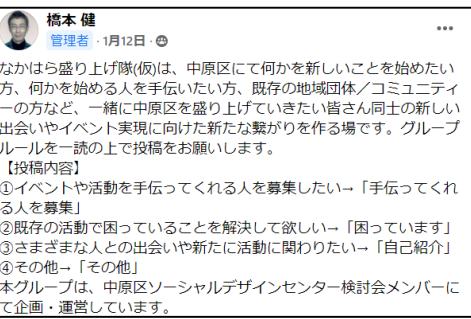 橋本 健
管理者・1月12日・
なかはら盛り上げ隊(仮)は、中原区にて何かを新しいことを始めたい
方、何かを始める人を手伝いたい方、既存の地域団体／コミュニティ
ーの方など、一緒に中原区を盛り上げていきたい皆さん同士の新しい
出会いやイベント実現に向けた新たな繋がりを作る場です。グループ
ルールを一読の上で投稿をお願いします。
【投稿内容】
①イベントや活動を手伝ってくれる人を募集したい→「手伝ってくれ
る人を募集」
②既存の活動で困っていることを解決して欲しい→「困っています」
③さまざまな人との出会いや新たに活動に関わりたい→「自己紹介」
④その他→「その他」
本グループは、中原区ソーシャルデザインセンター検討会メンバーに
て企画・運営しています。